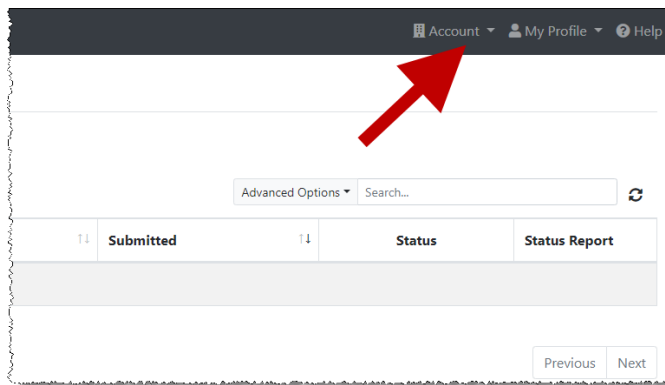 Account My Profile Help
Advanced Options Search...
Submitted Status Status Report
Previous Next